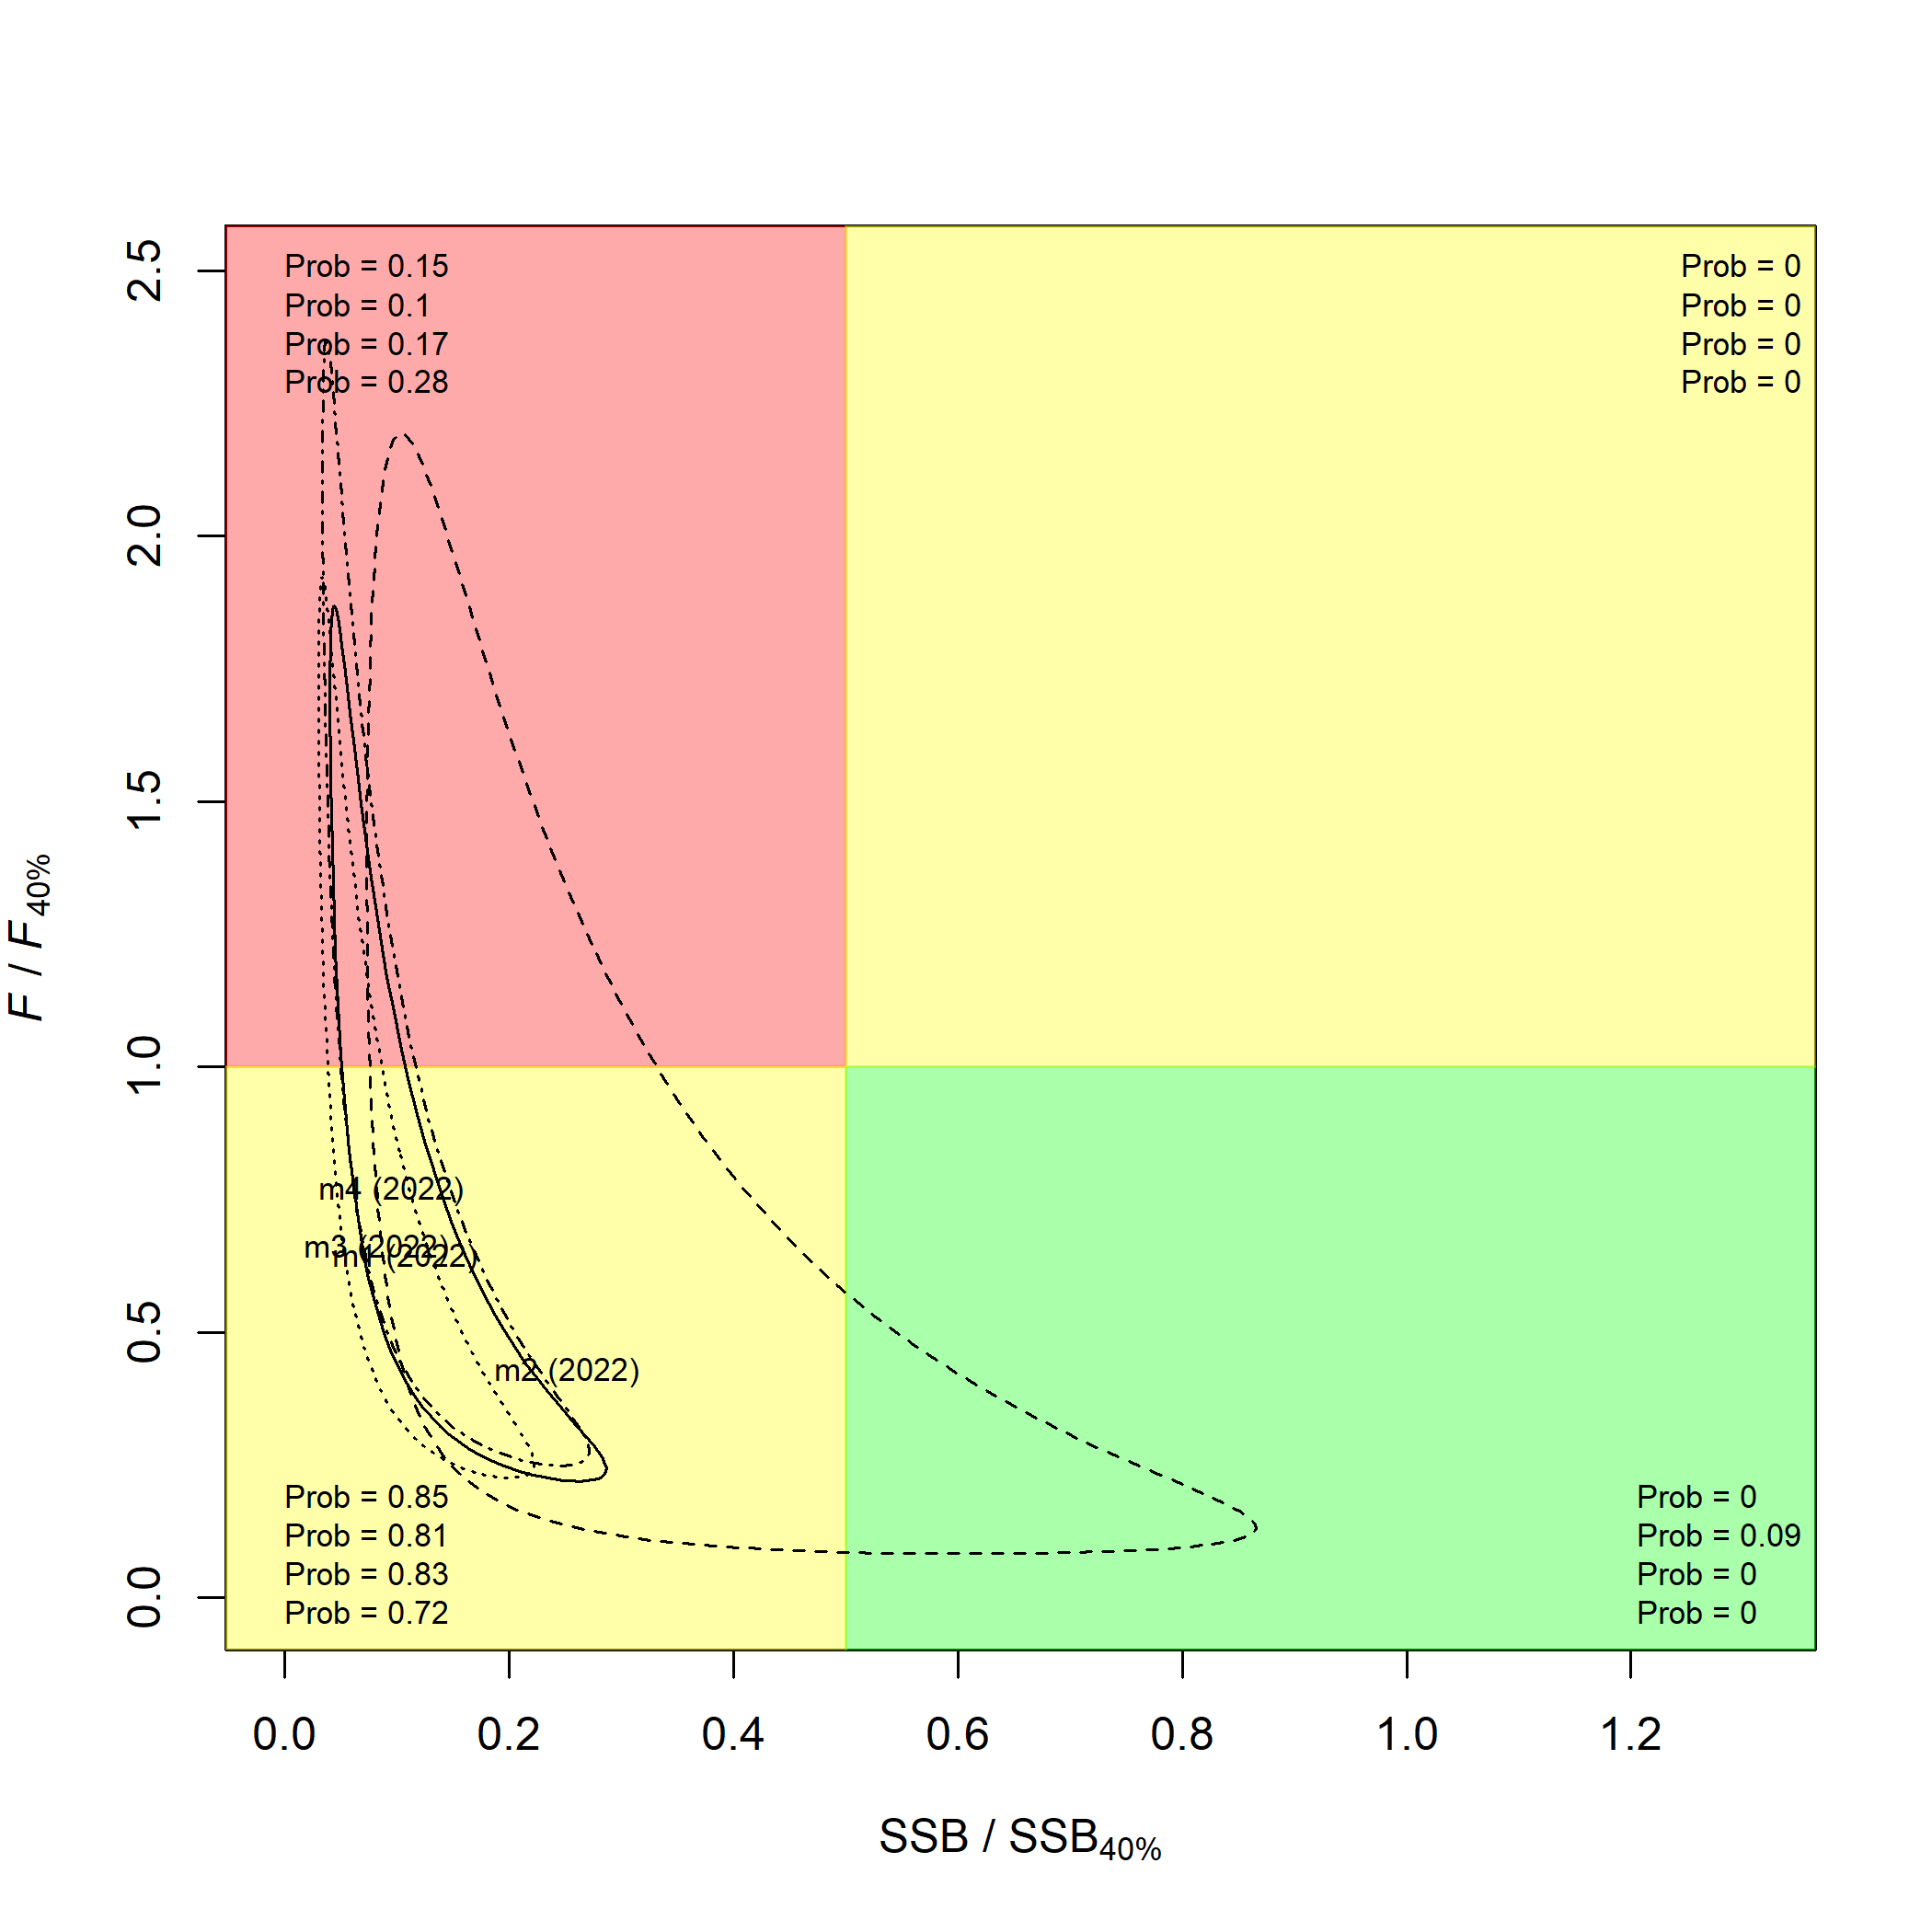 Prob = 0.15
Prob = 0.1
Prob = 0.17
Prob = 0.28
Prob = 0
Prob = 0
Prob = 0
Prob = 0
2.5
2.0
1.5
1.0
0.5
0.0
F / F40%
m4 (2022)
m3 (2022)
m1 (2022)
m2 (2022)
Prob = 0.85
Prob = 0.81
Prob = 0.83
Prob = 0.72
Prob = 0
Prob = 0.09
Prob = 0
Prob = 0
0.0 0.2 0.4 0.6 0.8 1.0 1.2
SSB / SSB40%